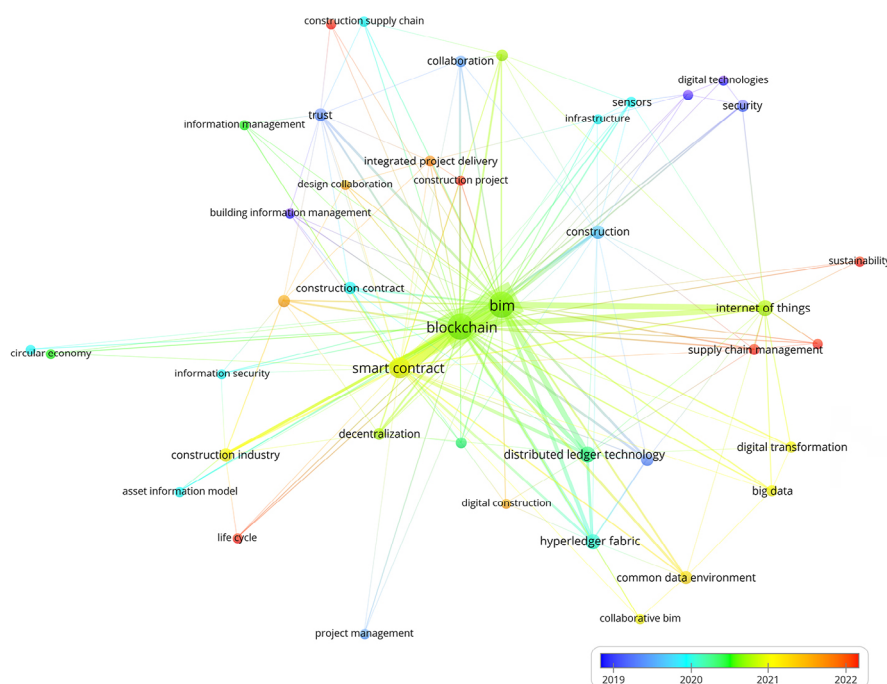 construction supply chain
collaboration
digital technologies
sensors
security
trust
infrastructure
information management
integrated project delivery
construction project
design collaboration
building information management
construction
sustainability
construction contract
bim
internet of things
blockchain
supply chain management
circular economy
smart contract
information security
decentralization
digital transformation
construction industry
distributed ledger technology
asset information model
big data
digital construction
life cycle
hyperledger fabric
common data environment
collaborative bim
project management
2019 2020 2021 2022